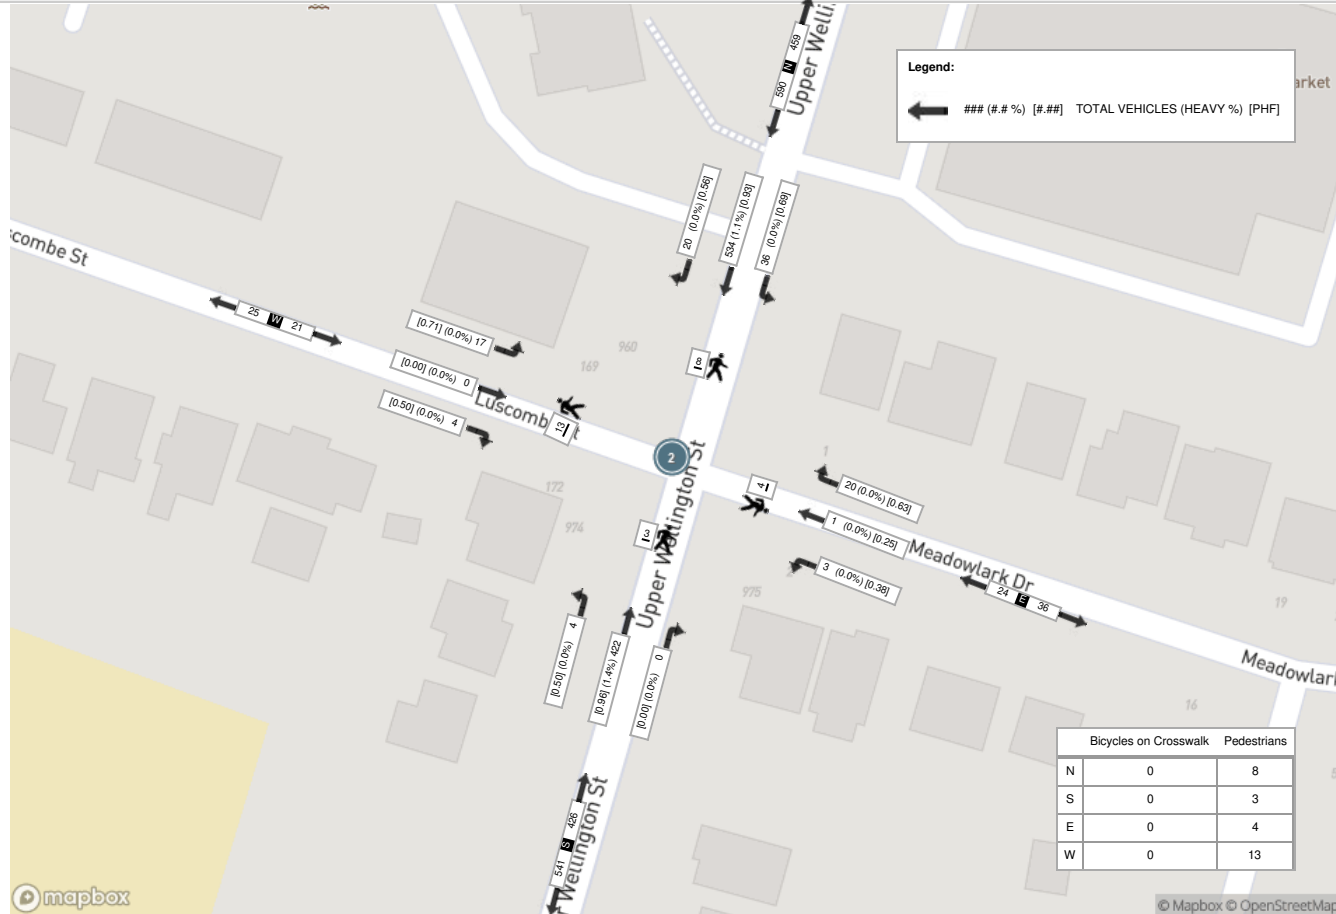 Upper Welli
459 N 590
Legend:
### (#.# %) [#.##] TOTAL VEHICLES (HEAVY %) [PHF]
arket
20 (0.0%) [0.56]
534 (1.1%) [0.93]
36 (0.0%) [0.69]
scombe St
25 W 21
[0.71] (0.0%) 17
[0.00] (0.0%) 0
[0.50] (0.0%) 4
960
169
8
Luscomb t
13
2
Upper Wellington St
172
974
4
1
20 (0.0%) [0.63]
1 (0.0%) [0.25]
3 (0.0%) [0.38]
Meadowlark Dr
24 E 36
3
975
2
19
[0.50] (0.0%) 4
[0.96] (1.4%) 422
[0.00] (0.0%) 0
Meadowlark
16
426 S 541
r Wellington St
Bicycles on Crosswalk Pedestrians
N 0 8
S 0 3
E 0 4
W 0 13
5
mapbox
© Mapbox © OpenStreetMap